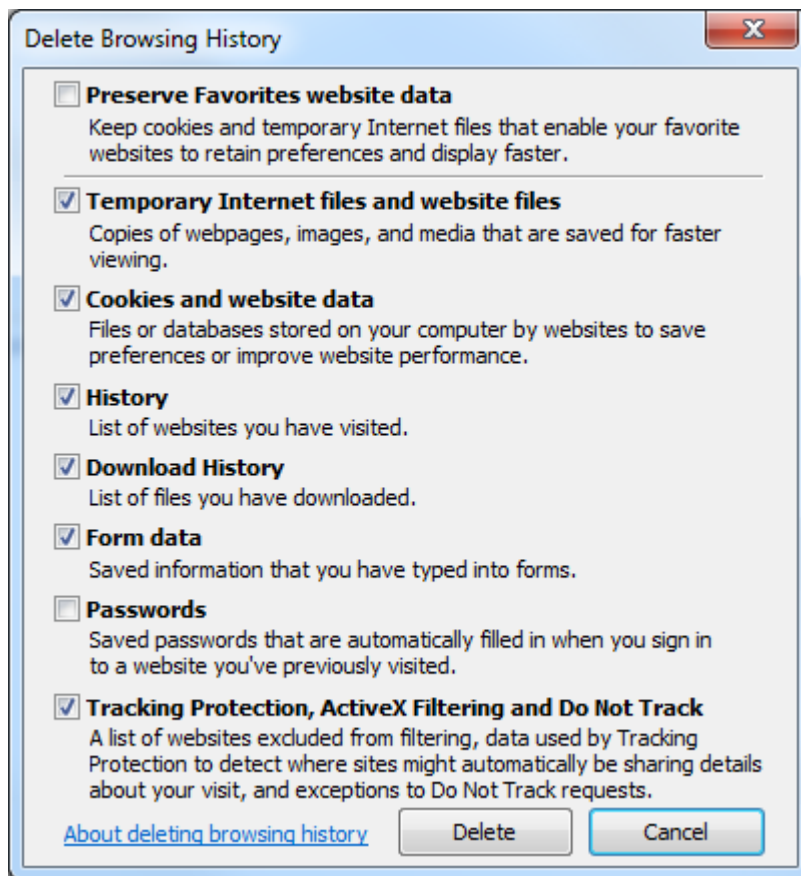 Delete Browsing History
Preserve Favorites website data
Keep cookies and temporary Internet files that enable your favorite
websites to retain preferences and display faster.
Temporary Internet files and website files
Copies of webpages, images, and media that are saved for faster
viewing.
Cookies and website data
Files or databases stored on your computer by websites to save
preferences or improve website performance.
History
List of websites you have visited.
Download History
List of files you have downloaded.
Form data
Saved information that you have typed into forms.
Passwords
Saved passwords that are automatically filled in when you sign in
to a website you've previously visited.
Tracking Protection, ActiveX Filtering and Do Not Track
A list of websites excluded from filtering, data used by Tracking
Protection to detect where sites might automatically be sharing details
about your visit, and exceptions to Do Not Track requests.
About deleting browsing history
Delete
Cancel